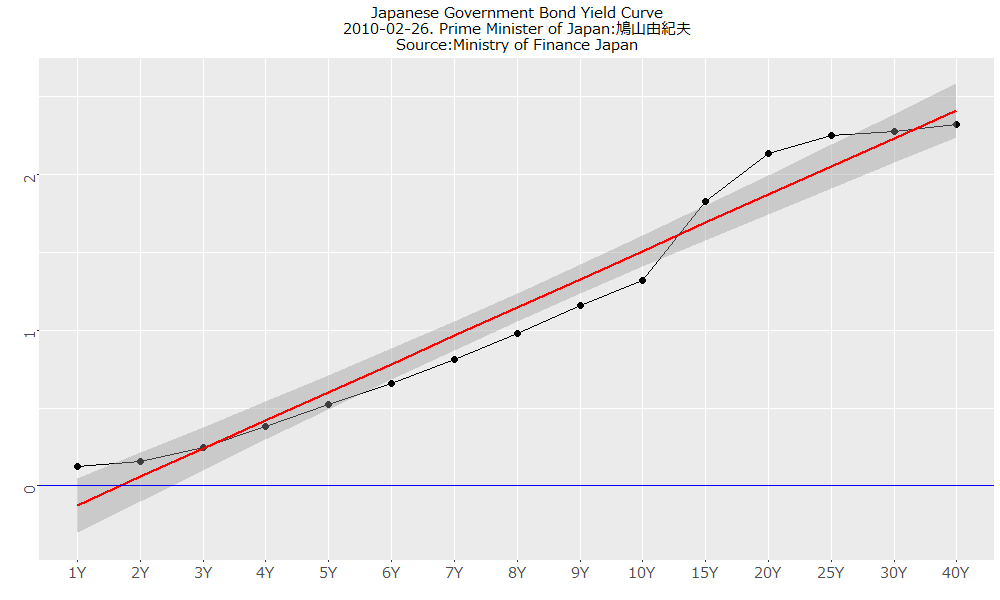 Japanese Government Bond Yield Curve
2010-02-26. Prime Minister of Japan:鳩山由紀夫
Source:Ministry of Finance Japan
2
1
0
1Y 2Y 3Y 4Y 5Y 6Y 7Y 8Y 9Y 10Y 15Y 20Y 25Y 30Y 40Y